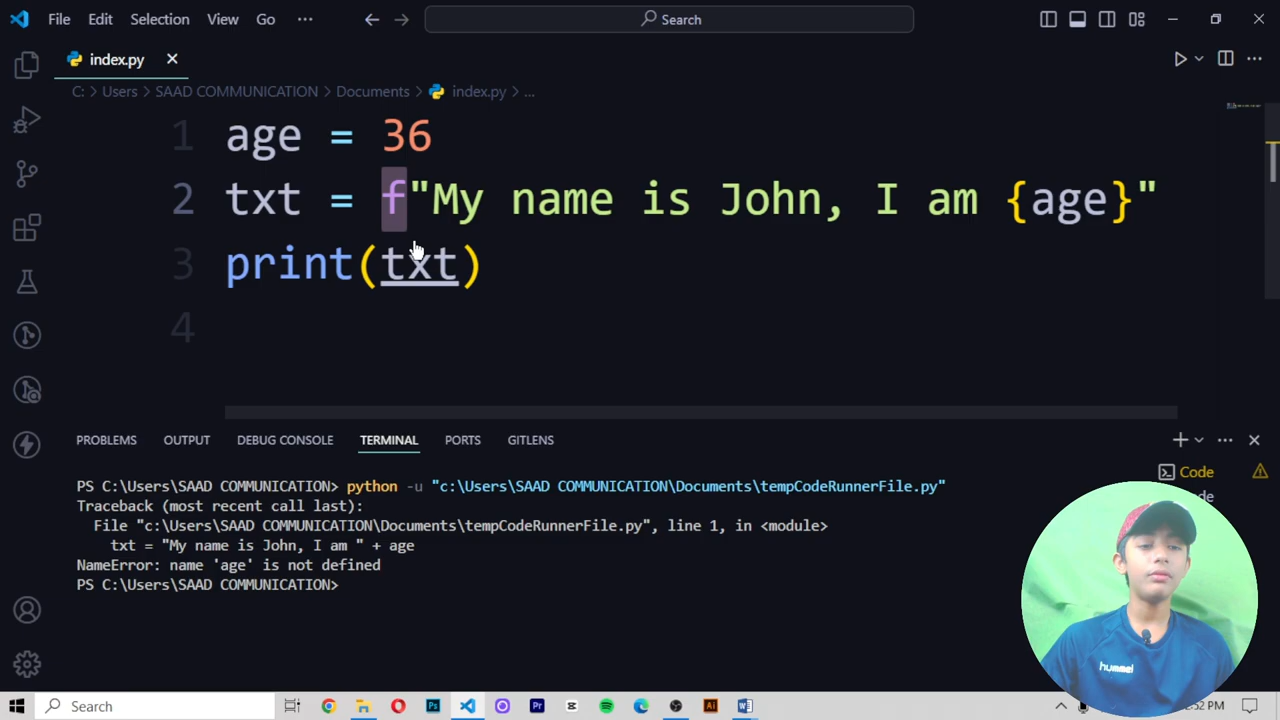 File Edit Selection View Go ··· Search
index.py
C: > Users > SAAD COMMUNICATION > Documents > index.py > ...
1 age = 36
2 txt = f"My name is John, I am {age}"
3 print(txt)
4
PROBLEMS OUTPUT DEBUG CONSOLE TERMINAL PORTS GITLENS
PS C:\Users\SAAD COMMUNICATION> python -u "c:\Users\SAAD COMMUNICATION\Documents\tempCodeRunnerFile.py"
Code
Traceback (most recent call last):
File "c:\Users\SAAD COMMUNICATION\Documents\tempCodeRunnerFile.py", line 1, in <module>
txt = "My name is John, I am " + age
NameError: name 'age' is not defined
PS C:\Users\SAAD COMMUNICATION>
hummel
Search